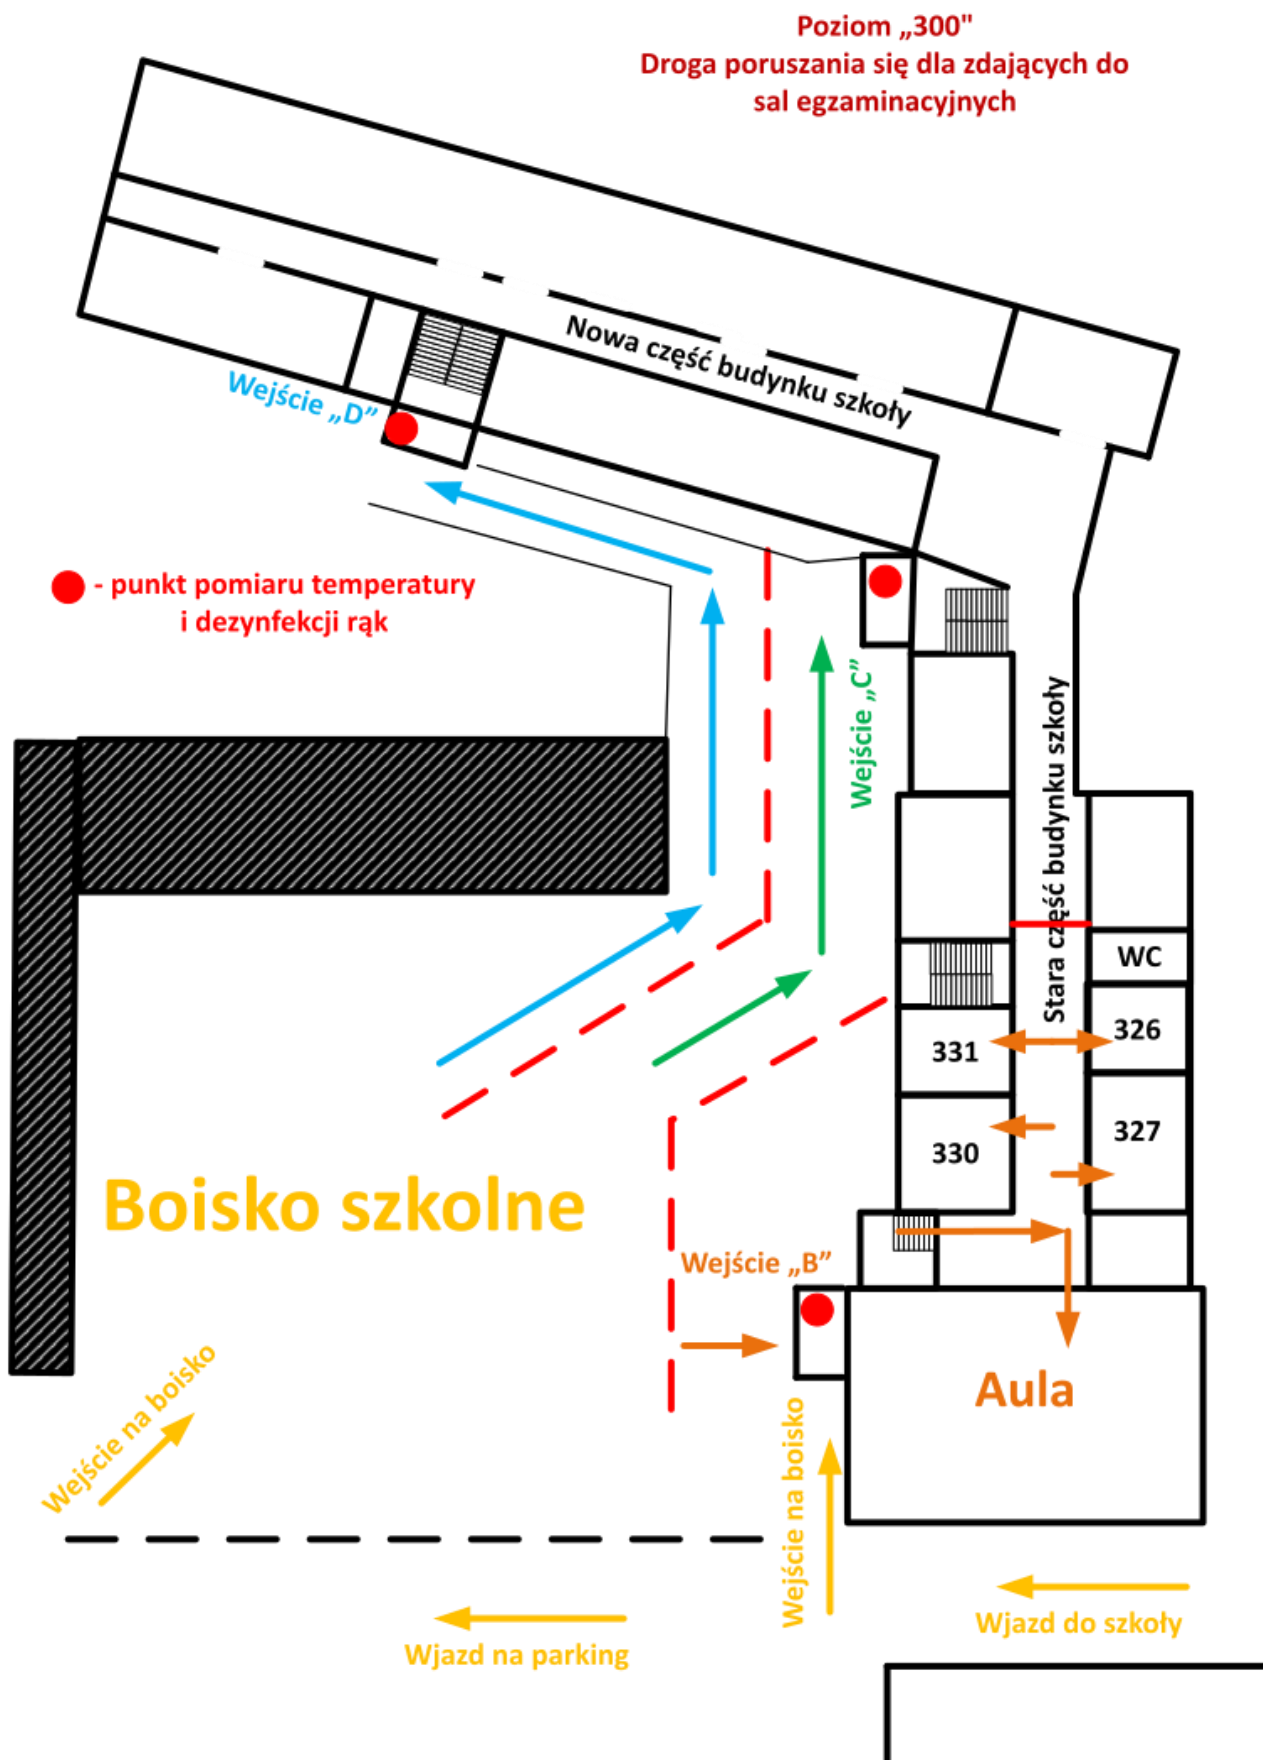 Poziom „300"
Droga poruszania się dla zdających do
sal egzaminacyjnych
Nowa część budynku szkoły
Wejście „D”
- punkt pomiaru temperatury
i dezynfekcji rąk
Wejście „C”
Stara część budynku szkoły
WC
326
331
327
330
Boisko szkolne
Wejście „B”
Aula
Wejście na boisko
Wejście na boisko
Wjazd do szkoły
Wjazd na parking